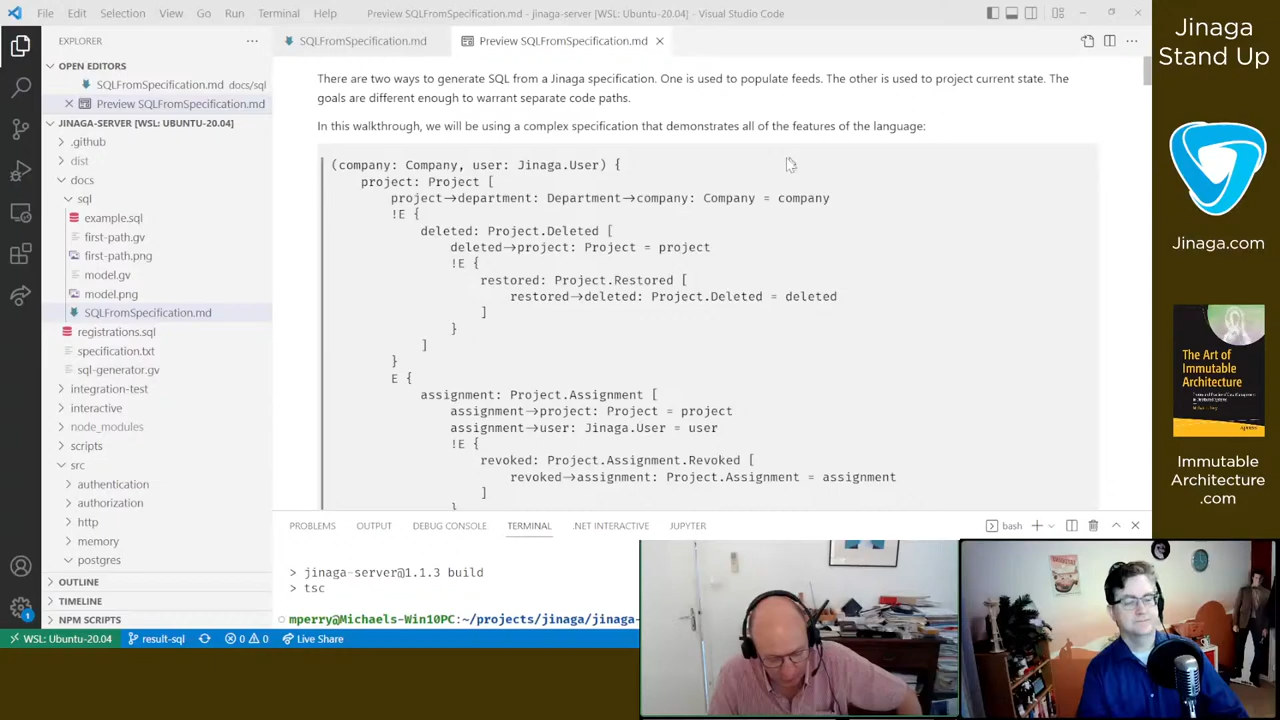 File Edit Selection View Go Run Terminal Help
Preview SQLFromSpecification.md - jinaga-server [WSL: Ubuntu-20.04] - Visual Studio Code
EXPLORER
OPEN EDITORS
SQLFromSpecification.md docs/sql
Preview SQLFromSpecification.md
JINAGA-SERVER [WSL: UBUNTU-20.04]
.github
dist
docs
sql
example.sql
first-path.gv
first-path.png
model.gv
model.png
SQLFromSpecification.md
registrations.sql
specification.txt
sql-generator.gv
integration-test
interactive
node_modules
scripts
src
authentication
authorization
http
memory
postgres
OUTLINE
TIMELINE
NPM SCRIPTS
SQLFromSpecification.md
Preview SQLFromSpecification.md
There are two ways to generate SQL from a Jinaga specification. One is used to populate feeds. The other is used to project current state. The
goals are different enough to warrant separate code paths.
In this walkthrough, we will be using a complex specification that demonstrates all of the features of the language:
(company: Company, user: Jinaga.User) {
project: Project [
project→department: Department→company: Company = company
!E {
deleted: Project.Deleted [
deleted→project: Project = project
!E {
restored: Project.Restored [
restored→deleted: Project.Deleted = deleted
]
}
]
}
E {
assignment: Project.Assignment [
assignment→project: Project = project
assignment→user: Jinaga.User = user
!E {
revoked: Project.Assignment.Revoked [
revoked→assignment: Project.Assignment = assignment
]
}
PROBLEMS OUTPUT DEBUG CONSOLE TERMINAL .NET INTERACTIVE JUPYTER
bash
> jinaga-server@1.1.3 build
> tsc
mperry@Michaels-Win10PC:~/projects/jinaga/jinaga-
1
WSL: Ubuntu-20.04 result-sql 0 0 Live Share
Jinaga
Stand Up
Jinaga.com
The Art of
Immutable
Architecture
Immutable
Architecture
.com